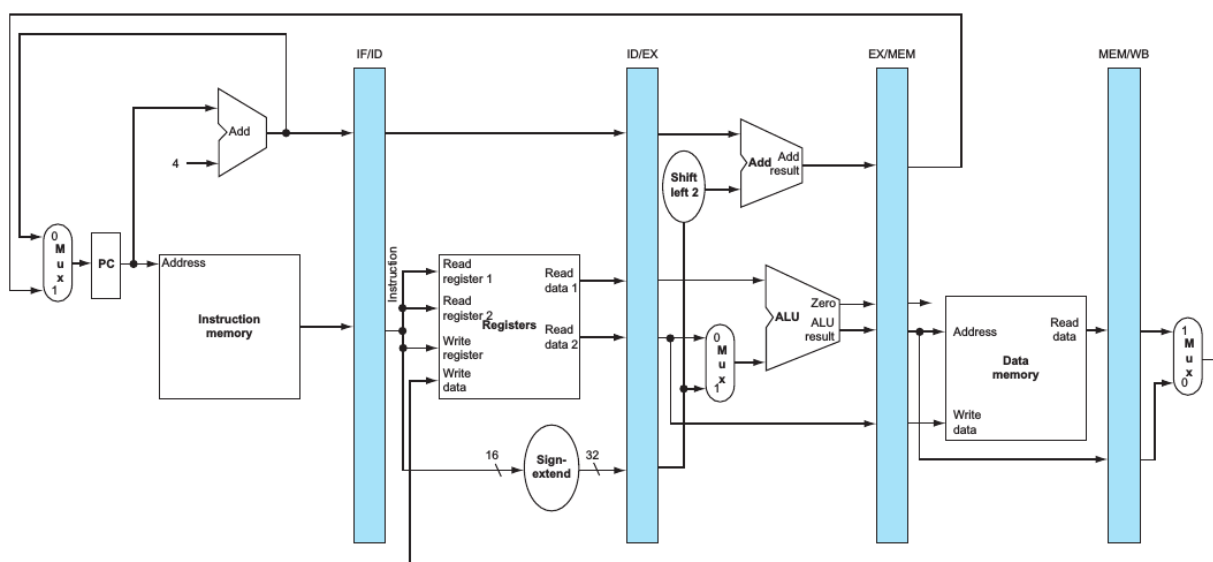 IF/ID
ID/EX
EX/MEM
MEM/WB
Add
4
Add
Add
result
Shift
left 2
0
M
u
x
1
PC
Address
Instruction
memory
Instruction
Read
register 1
Read
register 2
Write
register
Write
data
Registers
Read
data 1
Read
data 2
16
Sign-
extend
32
0
M
u
x
1
ALU
Zero
ALU
result
Address
Write
data
Data
memory
Read
data
1
M
u
x
0